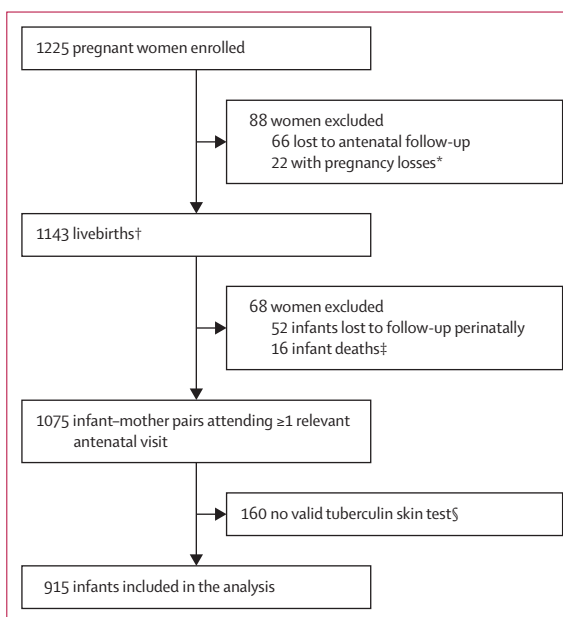 1225 pregnant women enrolled
88 women excluded
66 lost to antenatal follow-up
22 with pregnancy losses*
1143 livebirths†
68 women excluded
52 infants lost to follow-up perinatally
16 infant deaths‡
1075 infant–mother pairs attending ≥1 relevant
antenatal visit
160 no valid tuberculin skin test§
915 infants included in the analysis